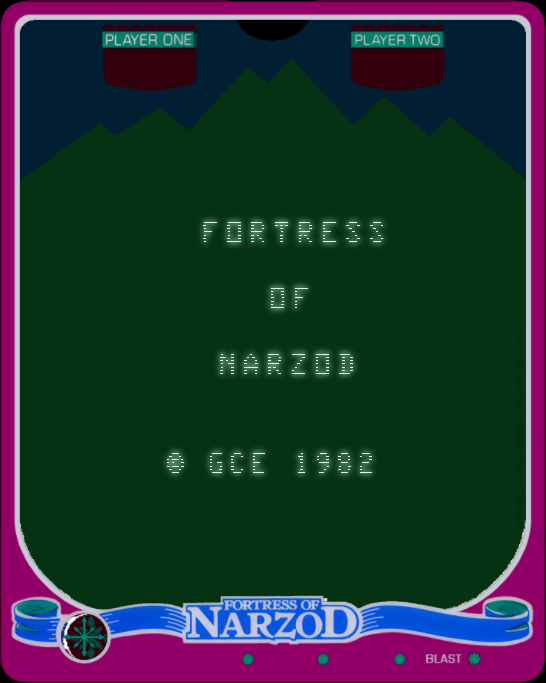 PLAYER ONE
PLAYER TWO
FORTRESS
OF
NARZOD
© GCE 1982
FORTRESS OF
NARZOD
BLAST